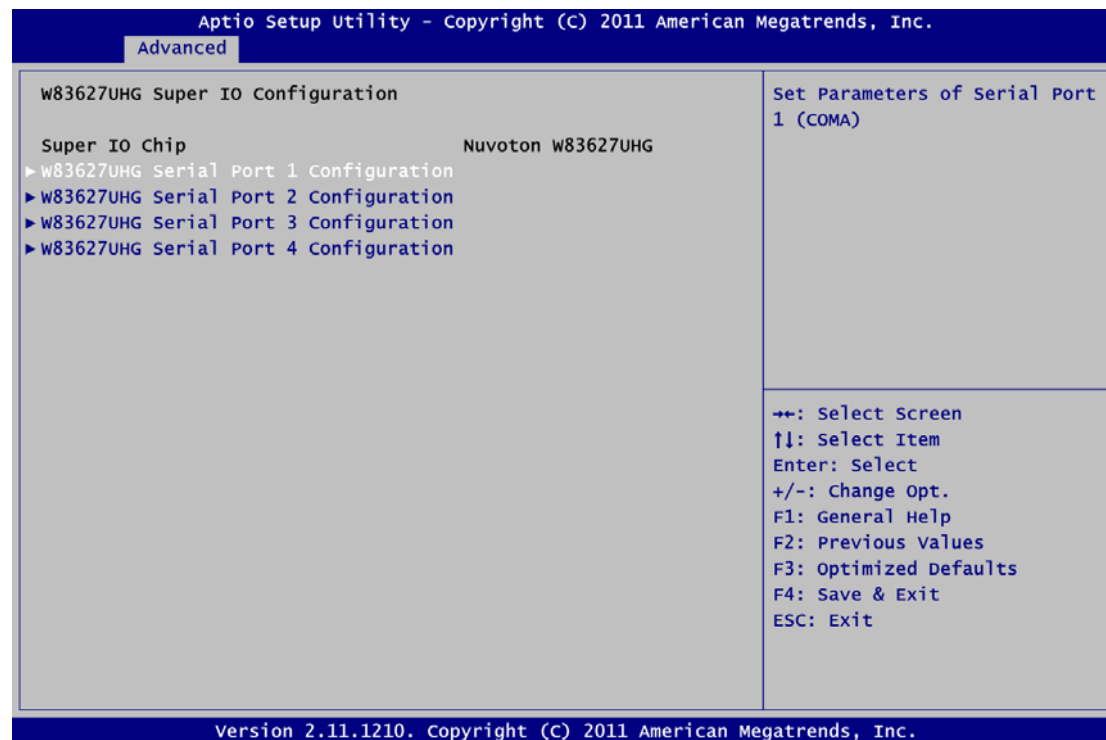 Aptio Setup Utility - Copyright (C) 2011 American Megatrends, Inc.
Advanced
W83627UHG Super IO Configuration
Super IO Chip Nuvoton W83627UHG
►W83627UHG Serial Port 1 Configuration
►W83627UHG Serial Port 2 Configuration
►W83627UHG Serial Port 3 Configuration
►W83627UHG Serial Port 4 Configuration
Set Parameters of Serial Port
1 (COMA)
→←: Select Screen
↑↓: Select Item
Enter: Select
+/-: Change Opt.
F1: General Help
F2: Previous Values
F3: Optimized Defaults
F4: Save & Exit
ESC: Exit
Version 2.11.1210. Copyright (C) 2011 American Megatrends, Inc.